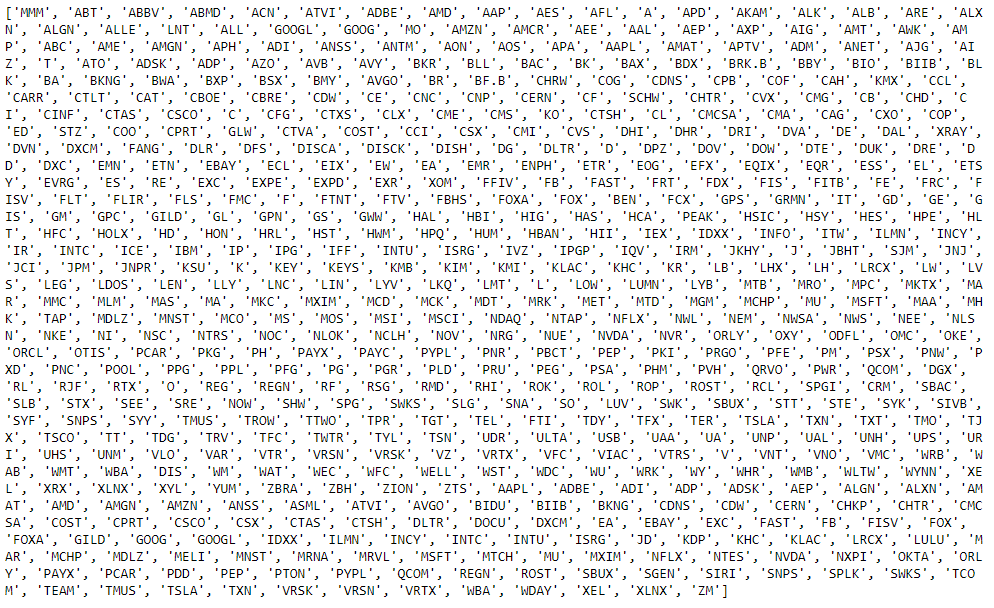 ['MMM', 'ABT', 'ABBV', 'ABMD', 'ACN', 'ATVI', 'ADBE', 'AMD', 'AAP', 'AES', 'AFL', 'A', 'APD', 'AKAM', 'ALK', 'ALB', 'ARE', 'ALX
N', 'ALGN', 'ALLE', 'LNT', 'ALL', 'GOOGL', 'GOOG', 'MO', 'AMZN', 'AMCR', 'AEE', 'AAL', 'AEP', 'AXP', 'AIG', 'AMT', 'AWK', 'AM
P', 'ABC', 'AME', 'AMGN', 'APH', 'ADI', 'ANSS', 'ANTM', 'AON', 'AOS', 'APA', 'AAPL', 'AMAT', 'APTV', 'ADM', 'ANET', 'AJG', 'AI
Z', 'T', 'ATO', 'ADSK', 'ADP', 'AZO', 'AVB', 'AVY', 'BKR', 'BLL', 'BAC', 'BK', 'BAX', 'BDX', 'BRK.B', 'BBY', 'BIO', 'BIIB', 'BL
K', 'BA', 'BKNG', 'BWA', 'BXP', 'BSX', 'BMY', 'AVGO', 'BR', 'BF.B', 'CHRW', 'COG', 'CDNS', 'CPB', 'COF', 'CAH', 'KMX', 'CCL',
'CARR', 'CTLT', 'CAT', 'CBOE', 'CBRE', 'CDW', 'CE', 'CNC', 'CNP', 'CERN', 'CF', 'SCHW', 'CHTR', 'CVX', 'CMG', 'CB', 'CHD', 'C
I', 'CINF', 'CTAS', 'CSCO', 'C', 'CFG', 'CTXS', 'CLX', 'CME', 'CMS', 'KO', 'CTSH', 'CL', 'CMCSA', 'CMA', 'CAG', 'CXO', 'COP',
'ED', 'STZ', 'COO', 'CPRT', 'GLW', 'CTVA', 'COST', 'CCI', 'CSX', 'CMI', 'CVS', 'DHI', 'DHR', 'DRI', 'DVA', 'DE', 'DAL', 'XRAY',
'DVN', 'DXCM', 'FANG', 'DLR', 'DFS', 'DISCA', 'DISCK', 'DISH', 'DG', 'DLTR', 'D', 'DPZ', 'DOV', 'DOW', 'DTE', 'DUK', 'DRE', 'D
D', 'DXC', 'EMN', 'ETN', 'EBAY', 'ECL', 'EIX', 'EW', 'EA', 'EMR', 'ENPH', 'ETR', 'EOG', 'EFX', 'EQIX', 'EQR', 'ESS', 'EL', 'ETS
Y', 'EVRG', 'ES', 'RE', 'EXC', 'EXPE', 'EXPD', 'EXR', 'XOM', 'FFIV', 'FB', 'FAST', 'FRT', 'FDX', 'FIS', 'FITB', 'FE', 'FRC', 'F
ISV', 'FLT', 'FLIR', 'FLS', 'FMC', 'F', 'FTNT', 'FTV', 'FBHS', 'FOXA', 'FOX', 'BEN', 'FCX', 'GPS', 'GRMN', 'IT', 'GD', 'GE', 'G
IS', 'GM', 'GPC', 'GILD', 'GL', 'GPN', 'GS', 'GWW', 'HAL', 'HBI', 'HIG', 'HAS', 'HCA', 'PEAK', 'HSIC', 'HSY', 'HES', 'HPE', 'HL
T', 'HFC', 'HOLX', 'HD', 'HON', 'HRL', 'HST', 'HWM', 'HPQ', 'HUM', 'HBAN', 'HII', 'IEX', 'IDXX', 'INFO', 'ITW', 'ILMN', 'INCY',
'IR', 'INTC', 'ICE', 'IBM', 'IP', 'IPG', 'IFF', 'INTU', 'ISRG', 'IVZ', 'IPGP', 'IQV', 'IRM', 'JKHY', 'J', 'JBHT', 'SJM', 'JNJ',
'JCI', 'JPM', 'JNPR', 'KSU', 'K', 'KEY', 'KEYS', 'KMB', 'KIM', 'KMI', 'KLAC', 'KHC', 'KR', 'LB', 'LHX', 'LH', 'LRCX', 'LW', 'LV
S', 'LEG', 'LDOS', 'LEN', 'LLY', 'LNC', 'LIN', 'LYV', 'LKQ', 'LMT', 'L', 'LOW', 'LUMN', 'LYB', 'MTB', 'MRO', 'MPC', 'MKTX', 'MA
R', 'MMC', 'MLM', 'MAS', 'MA', 'MKC', 'MXIM', 'MCD', 'MCK', 'MDT', 'MRK', 'MET', 'MTD', 'MGM', 'MCHP', 'MU', 'MSFT', 'MAA', 'MH
K', 'TAP', 'MDLZ', 'MNST', 'MCO', 'MS', 'MOS', 'MSI', 'MSCI', 'NDAQ', 'NTAP', 'NFLX', 'NWL', 'NEM', 'NWSA', 'NWS', 'NEE', 'NLS
N', 'NKE', 'NI', 'NSC', 'NTRS', 'NOC', 'NLOK', 'NCLH', 'NOV', 'NRG', 'NUE', 'NVDA', 'NVR', 'ORLY', 'OXY', 'ODFL', 'OMC', 'OKE',
'ORCL', 'OTIS', 'PCAR', 'PKG', 'PH', 'PAYX', 'PAYC', 'PYPL', 'PNR', 'PBCT', 'PEP', 'PKI', 'PRGO', 'PFE', 'PM', 'PSX', 'PNW', 'P
XD', 'PNC', 'POOL', 'PPG', 'PPL', 'PFG', 'PG', 'PGR', 'PLD', 'PRU', 'PEG', 'PSA', 'PHM', 'PVH', 'QRVO', 'PWR', 'QCOM', 'DGX',
'RL', 'RJF', 'RTX', 'O', 'REG', 'REGN', 'RF', 'RSG', 'RMD', 'RHI', 'ROK', 'ROL', 'ROP', 'ROST', 'RCL', 'SPGI', 'CRM', 'SBAC',
'SLB', 'STX', 'SEE', 'SRE', 'NOW', 'SHW', 'SPG', 'SWKS', 'SLG', 'SNA', 'SO', 'LUV', 'SWK', 'SBUX', 'STT', 'STE', 'SYK', 'SIVB',
'SYF', 'SNPS', 'SYY', 'TMUS', 'TROW', 'TTWO', 'TPR', 'TGT', 'TEL', 'FTI', 'TDY', 'TFX', 'TER', 'TSLA', 'TXN', 'TXT', 'TMO', 'TJ
X', 'TSCO', 'TT', 'TDG', 'TRV', 'TFC', 'TWTR', 'TYL', 'TSN', 'UDR', 'ULTA', 'USB', 'UAA', 'UA', 'UNP', 'UAL', 'UNH', 'UPS', 'UR
I', 'UHS', 'UNM', 'VLO', 'VAR', 'VTR', 'VRSN', 'VRSK', 'VZ', 'VRTX', 'VFC', 'VIAC', 'VTRS', 'V', 'VNT', 'VNO', 'VMC', 'WRB', 'W
AB', 'WMT', 'WBA', 'DIS', 'WM', 'WAT', 'WEC', 'WFC', 'WELL', 'WST', 'WDC', 'WU', 'WRK', 'WY', 'WHR', 'WMB', 'WLTW', 'WYNN', 'XE
L', 'XRX', 'XLNX', 'XYL', 'YUM', 'ZBRA', 'ZBH', 'ZION', 'ZTS', 'AAPL', 'ADBE', 'ADI', 'ADP', 'ADSK', 'AEP', 'ALGN', 'ALXN', 'AM
AT', 'AMD', 'AMGN', 'AMZN', 'ANSS', 'ASML', 'ATVI', 'AVGO', 'BIDU', 'BIIB', 'BKNG', 'CDNS', 'CDW', 'CERN', 'CHKP', 'CHTR', 'CMC
SA', 'COST', 'CPRT', 'CSCO', 'CSX', 'CTAS', 'CTSH', 'DLTR', 'DOCU', 'DXCM', 'EA', 'EBAY', 'EXC', 'FAST', 'FB', 'FISV', 'FOX',
'FOXA', 'GILD', 'GOOG', 'GOOGL', 'IDXX', 'ILMN', 'INCY', 'INTC', 'INTU', 'ISRG', 'JD', 'KDP', 'KHC', 'KLAC', 'LRCX', 'LULU', 'M
AR', 'MCHP', 'MDLZ', 'MELI', 'MNST', 'MRNA', 'MRVL', 'MSFT', 'MTCH', 'MU', 'MXIM', 'NFLX', 'NTES', 'NVDA', 'NXPI', 'OKTA', 'ORL
Y', 'PAYX', 'PCAR', 'PDD', 'PEP', 'PTON', 'PYPL', 'QCOM', 'REGN', 'ROST', 'SBUX', 'SGEN', 'SIRI', 'SNPS', 'SPLK', 'SWKS', 'TCO
M', 'TEAM', 'TMUS', 'TSLA', 'TXN', 'VRSK', 'VRSN', 'VRTX', 'WBA', 'WDAY', 'XEL', 'XLNX', 'ZM']